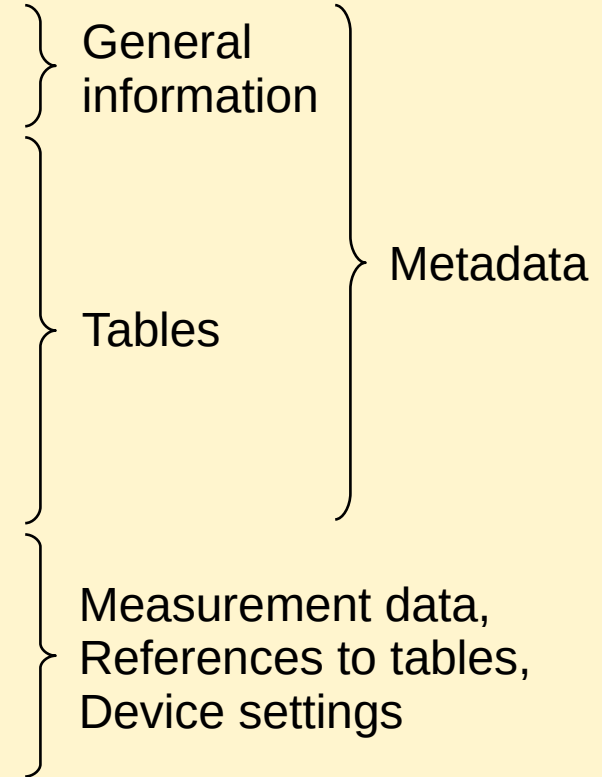 General
information
Metadata
Tables
Measurement data,
References to tables,
Device settings